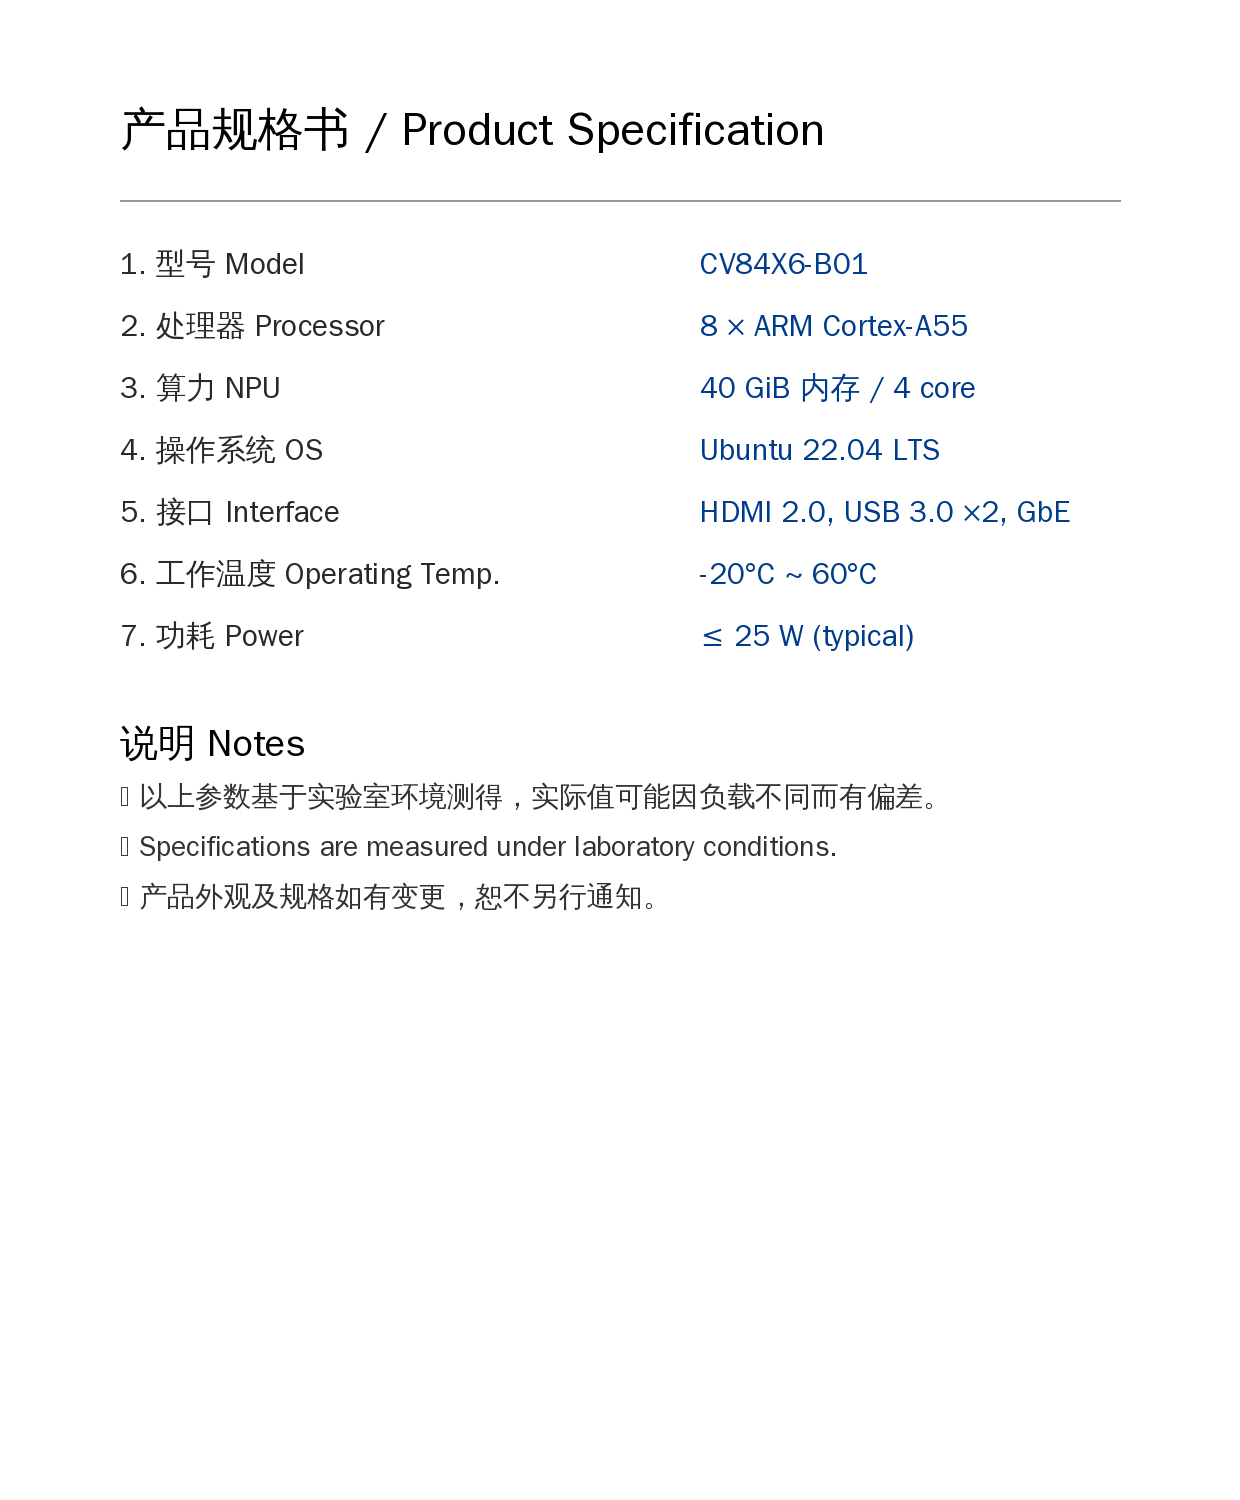 产品规格书 / Product Specification
1. 型号 Model CV84X6-B01
2. 处理器 Processor 8 × ARM Cortex-A55
3. 算力 NPU 40 GiB 内存 / 4 core
4. 操作系统 OS Ubuntu 22.04 LTS
5. 接口 Interface HDMI 2.0, USB 3.0 ×2, GbE
6. 工作温度 Operating Temp. -20°C ~ 60°C
7. 功耗 Power ≤ 25 W (typical)
说明 Notes
▯ 以上参数基于实验室环境测得，实际值可能因负载不同而有偏差。
▯ Specifications are measured under laboratory conditions.
▯ 产品外观及规格如有变更，恕不另行通知。